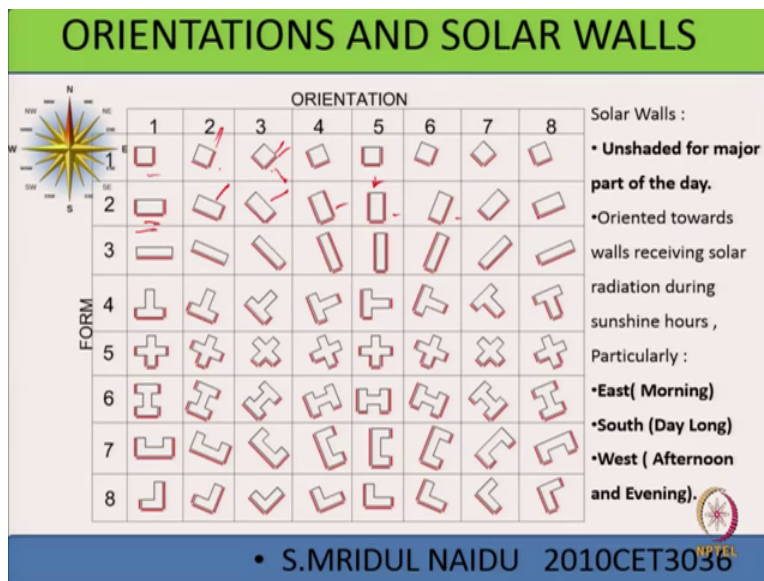 ORIENTATIONS AND SOLAR WALLS
N
NW
NE
W
E
SW
SE
S
ORIENTATION
1 2 3 4 5 6 7 8
FORM
1
2
3
4
5
6
7
8
Solar Walls :
• Unshaded for major
part of the day.
•Oriented towards
walls receiving solar
radiation during
sunshine hours ,
Particularly :
•East( Morning)
•South (Day Long)
•West ( Afternoon
and Evening).
NPTEL
• S.MRIDUL NAIDU 2010CET3036